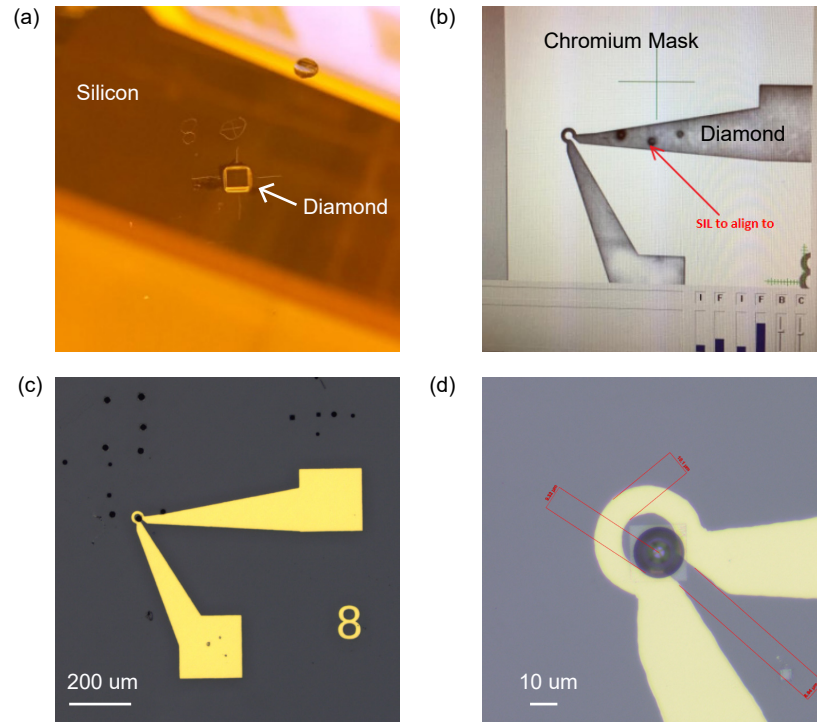 (a)
Silicon
Diamond
(b)
Chromium Mask
Diamond
SIL to align to
I F I F B C
(c)
8
200 um
(d)
10 um